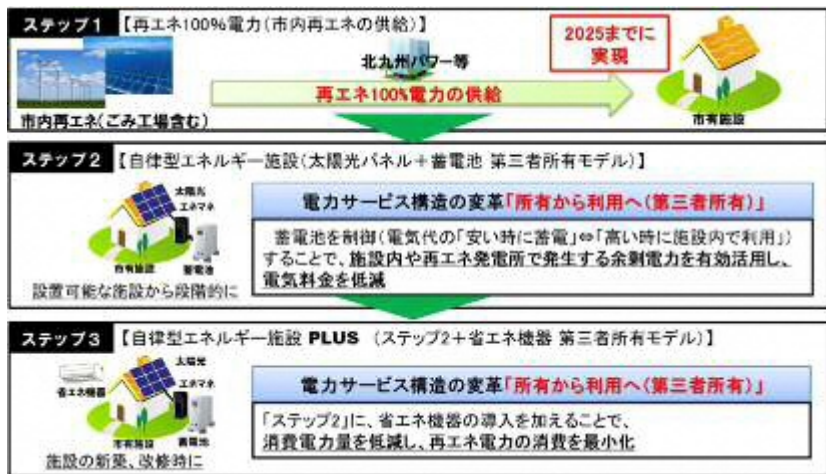 ステップ1 【再エネ100%電力(市内再エネの供給)】
2025までに
実現
北九州パワー等
再エネ100%電力の供給
市内再エネ(ごみ工場含む)
市有施設
ステップ2 【自律型エネルギー施設(太陽光パネル+蓄電池 第三者所有モデル)】
太陽光
エネマネ
市有施設
蓄電池
設置可能な施設から段階的に
電力サービス構造の変革「所有から利用へ(第三者所有)」
蓄電池を制御(電気代の「安い時に蓄電」⇔「高い時に施設内で利用」)
することで、施設内や再エネ発電所で発生する余剰電力を有効活用し、
電気料金を低減
ステップ3 【自律型エネルギー施設 PLUS (ステップ2+省エネ機器 第三者所有モデル)】
太陽光
省エネ機器
エネマネ
市有施設
蓄電池
施設の新築、改修時に
電力サービス構造の変革「所有から利用へ(第三者所有)」
「ステップ2」に、省エネ機器の導入を加えることで、
消費電力量を低減し、再エネ電力の消費を最小化